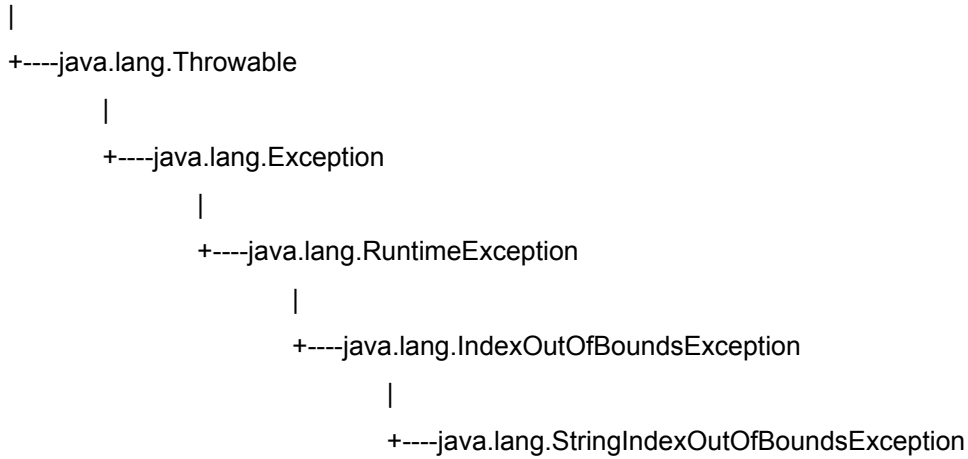 |
+----java.lang.Throwable
|
+----java.lang.Exception
|
+----java.lang.RuntimeException
|
+----java.lang.IndexOutOfBoundsException
|
+----java.lang.StringIndexOutOfBoundsException